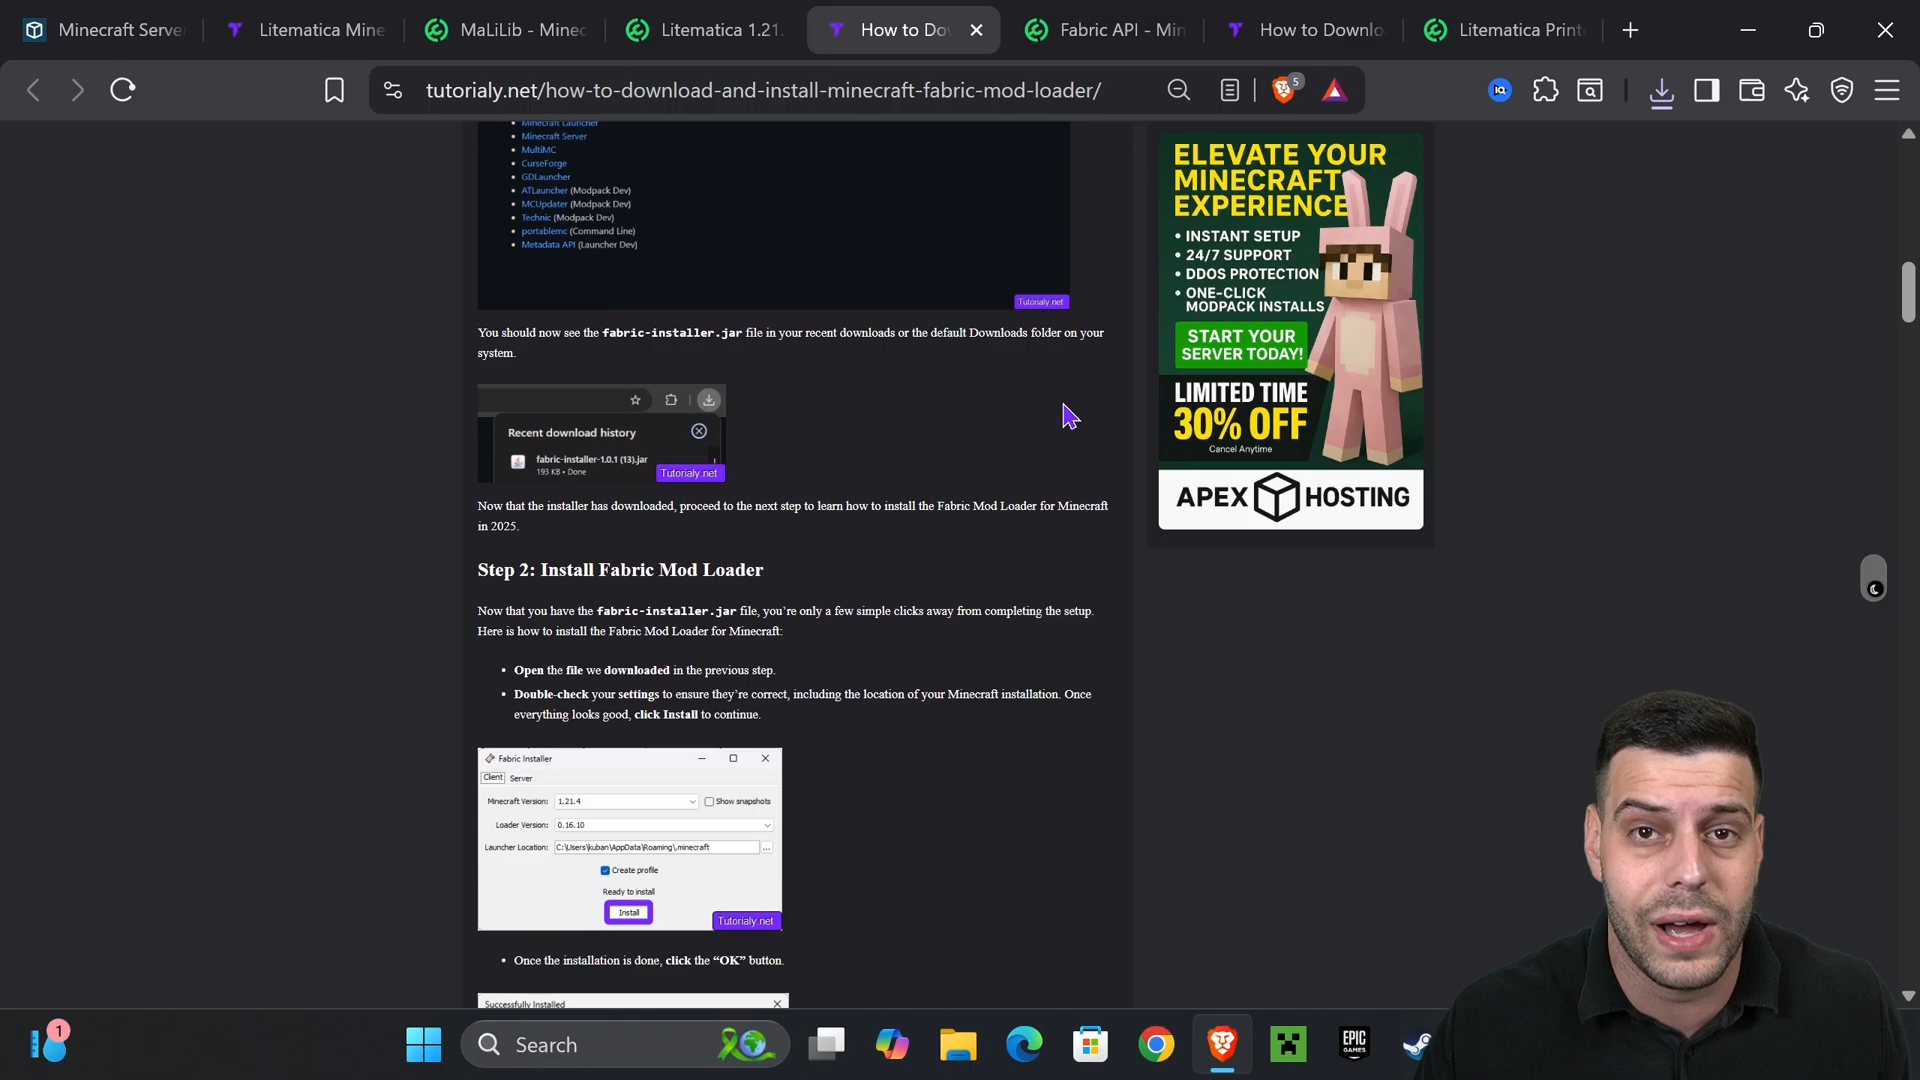 Minecraft Server
Litematica Mine
MaLiLib - Minec
Litematica 1.21.
How to Do
Fabric API - Min
How to Downlo
Litematica Print
tutorialy.net/how-to-download-and-install-minecraft-fabric-mod-loader/
5
IQ
Minecraft Launcher
Minecraft Server
MultiMC
CurseForge
GDLauncher
ATLauncher (Modpack Dev)
MCUpdater (Modpack Dev)
Technic (Modpack Dev)
portablemc (Command Line)
Metadata API (Launcher Dev)
Tutorialy.net
You should now see the fabric-installer.jar file in your recent downloads or the default Downloads folder on your
system.
Recent download history
fabric-installer-1.0.1 (13).jar
193 KB • Done
Tutorialy.net
Now that the installer has downloaded, proceed to the next step to learn how to install the Fabric Mod Loader for Minecraft
in 2025.
Step 2: Install Fabric Mod Loader
Now that you have the fabric-installer.jar file, you’re only a few simple clicks away from completing the setup.
Here is how to install the Fabric Mod Loader for Minecraft:
• Open the file we downloaded in the previous step.
• Double-check your settings to ensure they’re correct, including the location of your Minecraft installation. Once
everything looks good, click Install to continue.
Fabric Installer
Client Server
Minecraft Version: 1.21.4 Show snapshots
Loader Version: 0.16.10
Launcher Location: C:\Users\kuban\AppData\Roaming\.minecraft ...
Create profile
Ready to install
Install
Tutorialy.net
• Once the installation is done, click the “OK” button.
Successfully Installed
ELEVATE YOUR
MINECRAFT
EXPERIENCE
• INSTANT SETUP
• 24/7 SUPPORT
• DDOS PROTECTION
• ONE-CLICK
MODPACK INSTALLS
START YOUR
SERVER TODAY!
LIMITED TIME
30% OFF
Cancel Anytime
APEX HOSTING
1
Search
EPIC
GAMES